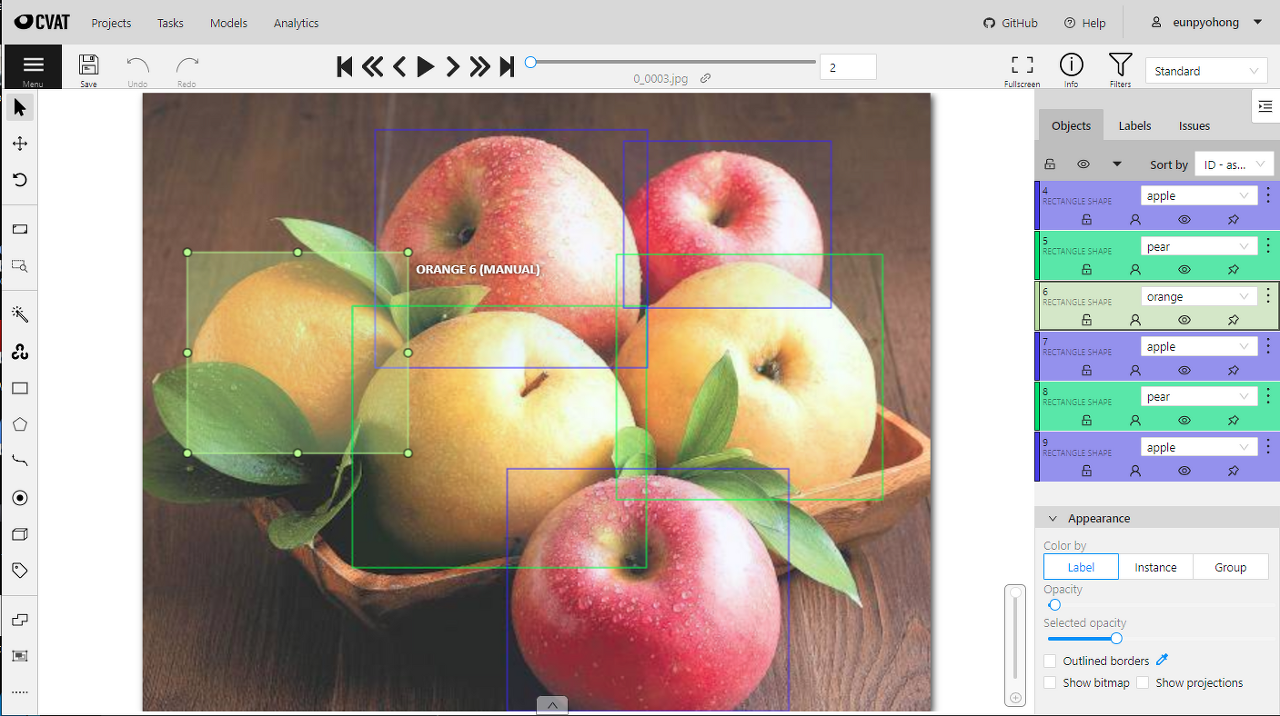 CVAT Projects Tasks Models Analytics GitHub Help eunpyohong
Menu Save Undo Redo 0_0003.jpg 2 Fullscreen Info Filters Standard
Objects Labels Issues
Sort by ID - as...
4 RECTANGLE SHAPE apple
5 RECTANGLE SHAPE pear
ORANGE 6 (MANUAL)
6 RECTANGLE SHAPE orange
7 RECTANGLE SHAPE apple
8 RECTANGLE SHAPE pear
9 RECTANGLE SHAPE apple
Appearance
Color by
Label Instance Group
Opacity
Selected opacity
Outlined borders
Show bitmap Show projections